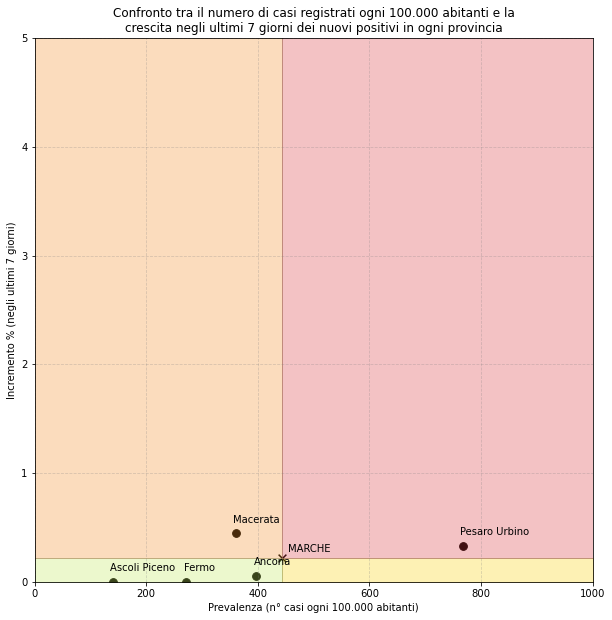 Confronto tra il numero di casi registrati ogni 100.000 abitanti e la
crescita negli ultimi 7 giorni dei nuovi positivi in ogni provincia
5
4
3
2
1
0
Incremento % (negli ultimi 7 giorni)
Macerata
Pesaro Urbino
MARCHE
Ancona
Ascoli Piceno
Fermo
0 200 400 600 800 1000
Prevalenza (n° casi ogni 100.000 abitanti)